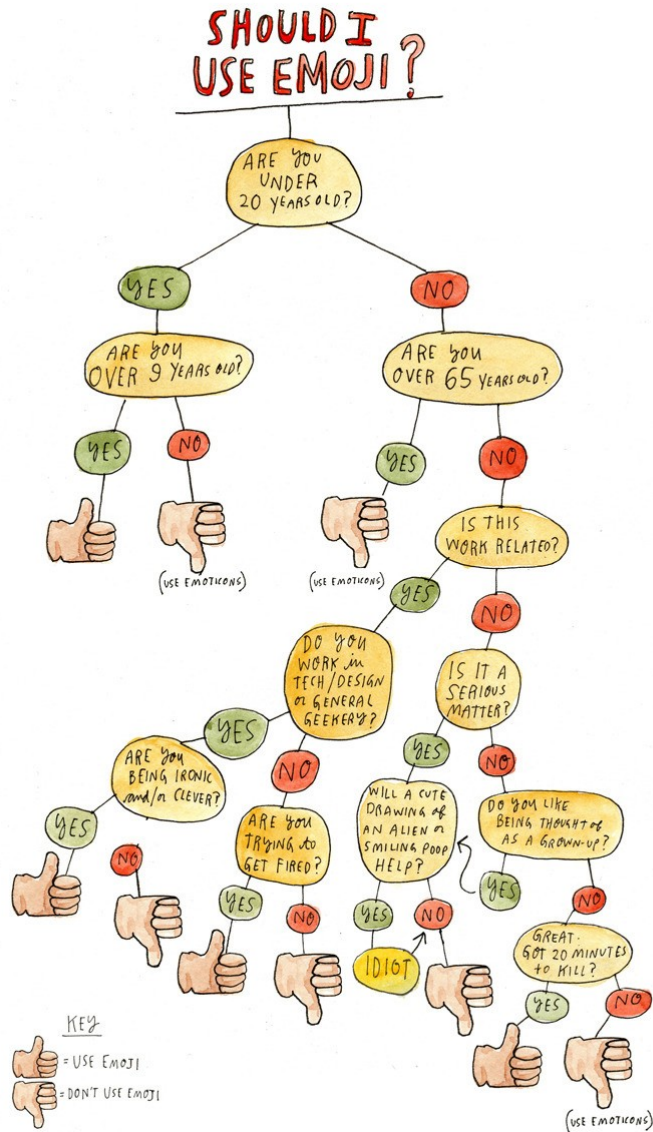 SHOULD I
USE EMOJI?
ARE YOU
UNDER
20 YEARS OLD?
YES
NO
ARE YOU
OVER 9 YEARS OLD?
ARE YOU
OVER 65 YEARS OLD?
YES
NO
YES
NO
(USE EMOTICONS)
(USE EMOTICONS)
IS THIS
WORK RELATED?
YES
NO
DO YOU
WORK in
TECH/DESIGN
or GENERAL
GEEKERY?
IS IT A
SERIOUS
MATTER?
YES
NO
YES
NO
ARE YOU
BEING IRONIC
and/or CLEVER?
ARE YOU
TRYING to
GET FIRED?
WILL A CUTE
DRAWING of
AN ALIEN or
SMILING POOP
HELP?
DO YOU LIKE
BEING THOUGHT of
AS A GROWN-UP?
YES
NO
YES
NO
YES
NO
YES
NO
IDIOT
GREAT.
GOT 20 MINUTES
to KILL?
YES
NO
(USE EMOTICONS)
KEY
= USE EMOJI
= DON'T USE EMOJI